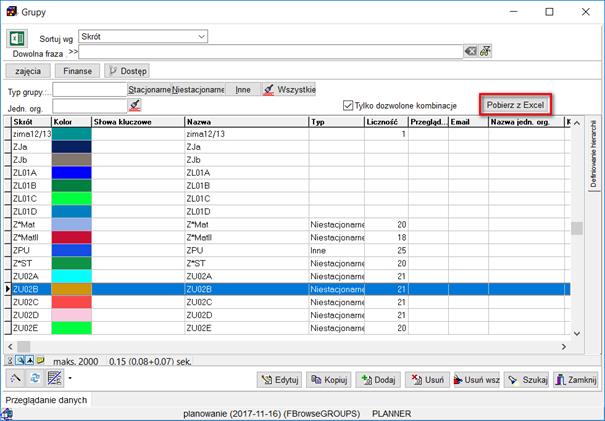 Grupy
Sortuj wg Skrót
Dowolna fraza >>
zajęcia Finanse Dostęp
Typ grupy:... Stacjonarne Niestacjonarne Inne Wszystkie
Jedn. org. Tylko dozwolone kombinacje Pobierz z Excel
Skrót Kolor Słowa kluczowe Nazwa Typ Liczność Przegląd... Email Nazwa jedn. org. K
zima12/13 zima12/13 1
ZJa ZJa
ZJb ZJb
ZL01A ZL01A
ZL01B ZL01B
ZL01C ZL01C
ZL01D ZL01D
Z*Mat Z*Mat Niestacjonarne 20
Z*MatII Z*MatII Niestacjonarne 18
ZPU ZPU Inne 25
Z*ST Z*ST Niestacjonarne 20
ZU02A ZU02A Niestacjonarne 21
ZU02B ZU02B Niestacjonarne 21
ZU02C ZU02C Niestacjonarne 21
ZU02D ZU02D Niestacjonarne 21
ZU02E ZU02E Niestacjonarne 20
Definiowanie hierarchii
maks. 2000 0.15 (0.08+0.07) sek.
Edytuj Kopiuj Dodaj Usuń Usuń wsz Szukaj Zamknij
Przeglądanie danych
planowanie (2017-11-16) (FBrowseGROUPS) PLANNER